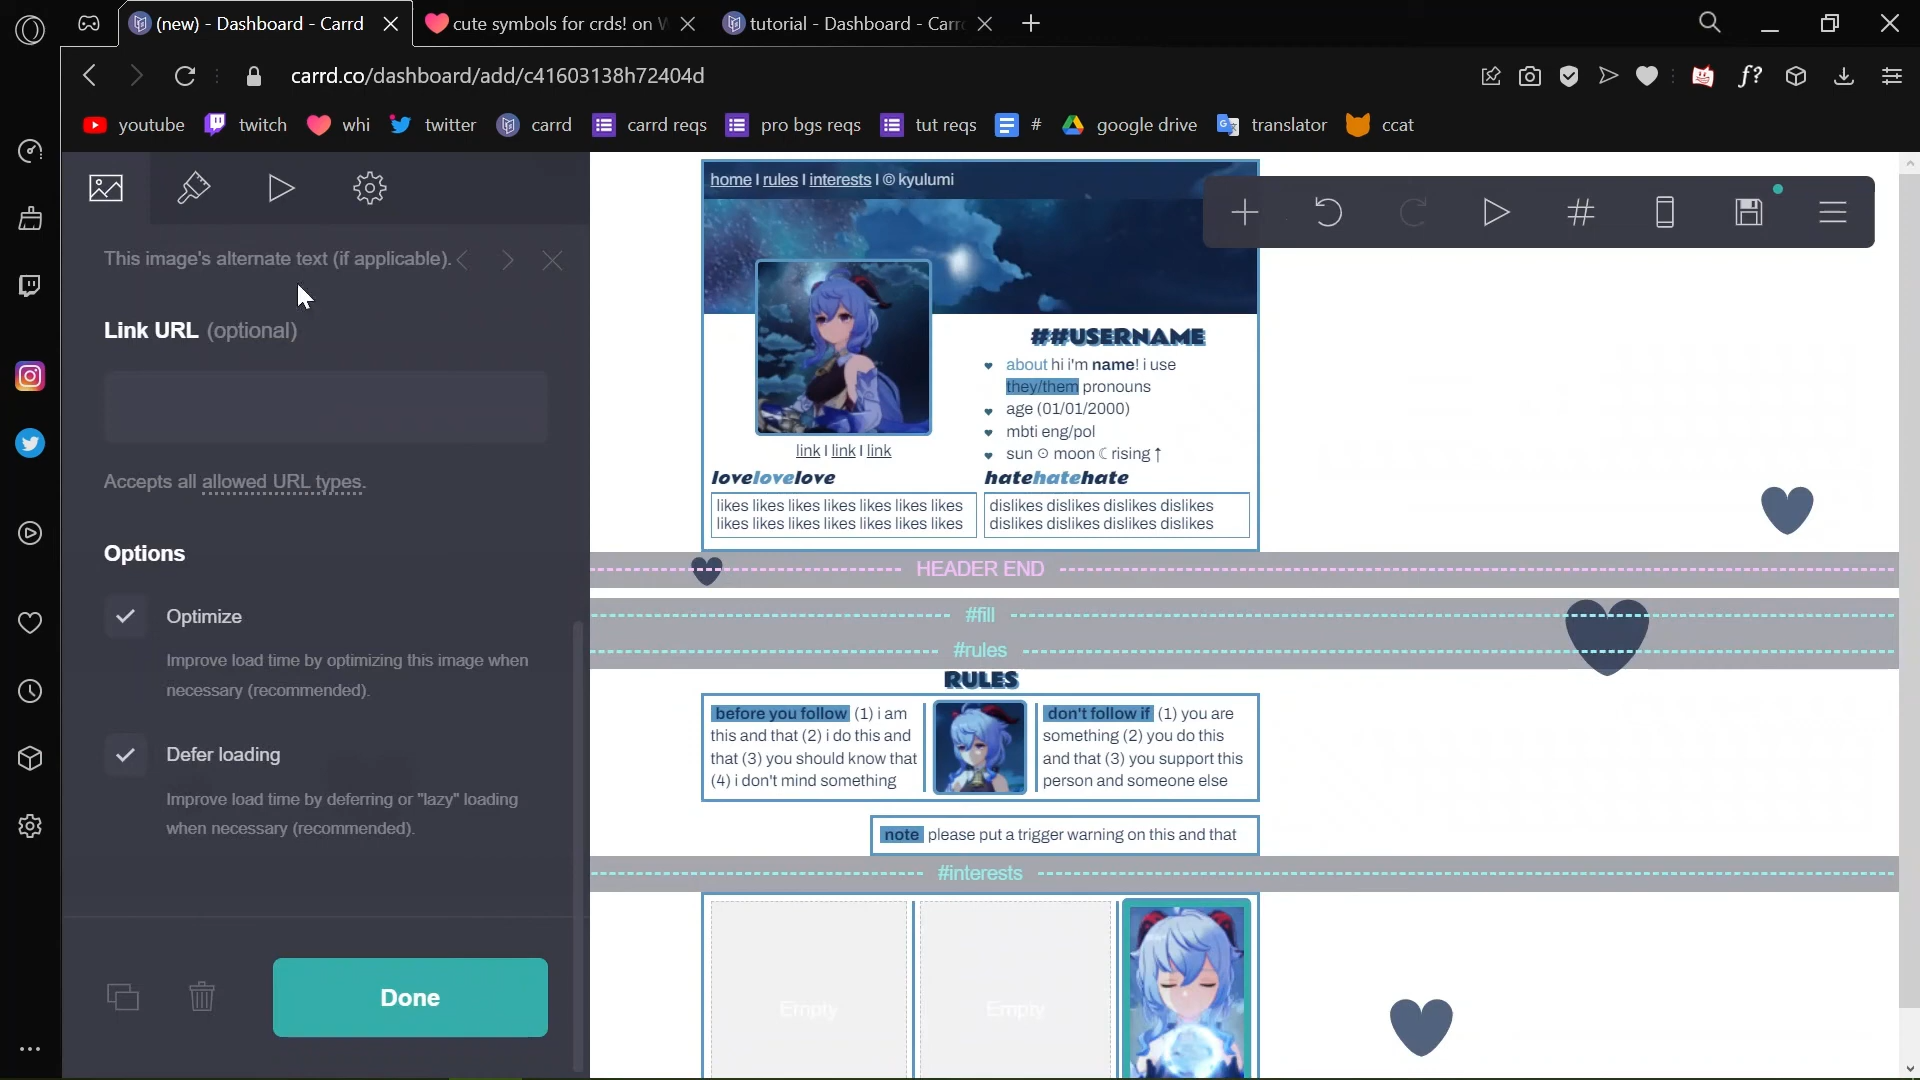 (new) - Dashboard - Carrd
cute symbols for crds! on W
tutorial - Dashboard - Carrd
carrd.co/dashboard/add/c41603138h72404d
f?
youtube
twitch
whi
twitter
carrd
carrd reqs
pro bgs reqs
tut reqs
#
google drive
translator
ccat
This image's alternate text (if applicable).
Link URL (optional)
Accepts all allowed URL types.
Options
Optimize
Improve load time by optimizing this image when
necessary (recommended).
Defer loading
Improve load time by deferring or "lazy" loading
when necessary (recommended).
Done
home I rules I interests I © kyulumi
#
##USERNAME
about hi i'm name! i use
they/them pronouns
age (01/01/2000)
mbti eng/pol
sun ☉ moon ☾ rising ↑
link I link I link
lovelovelove
likes likes likes likes likes likes likes
likes likes likes likes likes likes likes
hatehatehate
dislikes dislikes dislikes dislikes
dislikes dislikes dislikes dislikes
HEADER END
#fill
#rules
RULES
before you follow (1) i am
this and that (2) i do this and
that (3) you should know that
(4) i don't mind something
don't follow if (1) you are
something (2) you do this
and that (3) you support this
person and someone else
note please put a trigger warning on this and that
#interests
Empty
Empty